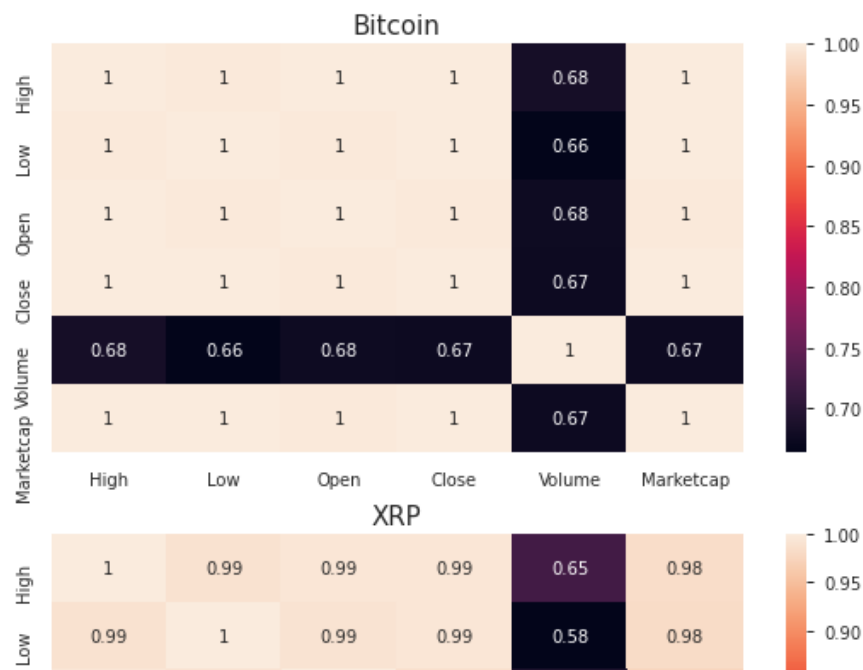 Bitcoin
High 1 1 1 1 0.68 1
Low 1 1 1 1 0.66 1
Open 1 1 1 1 0.68 1
Close 1 1 1 1 0.67 1
Volume 0.68 0.66 0.68 0.67 1 0.67
Marketcap 1 1 1 1 0.67 1
High Low Open Close Volume Marketcap
1.00
0.95
0.90
0.85
0.80
0.75
0.70
XRP
High 1 0.99 0.99 0.99 0.65 0.98
Low 0.99 1 0.99 0.99 0.58 0.98
1.00
0.95
0.90